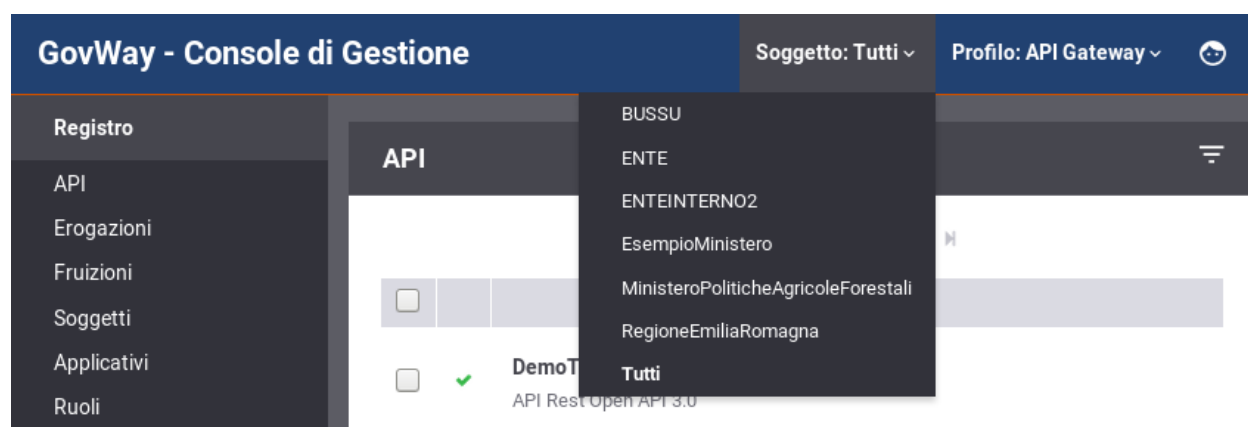 GovWay - Console di Gestione
Soggetto: Tutti
Profilo: API Gateway
Registro
API
Erogazioni
Fruizioni
Soggetti
Applicativi
Ruoli
BUSSU
ENTE
ENTEINTERNO2
EsempioMinistero
MinisteroPoliticheAgricoleForestali
RegioneEmiliaRomagna
Tutti
API
DemoT
API Rest Open API 3.0